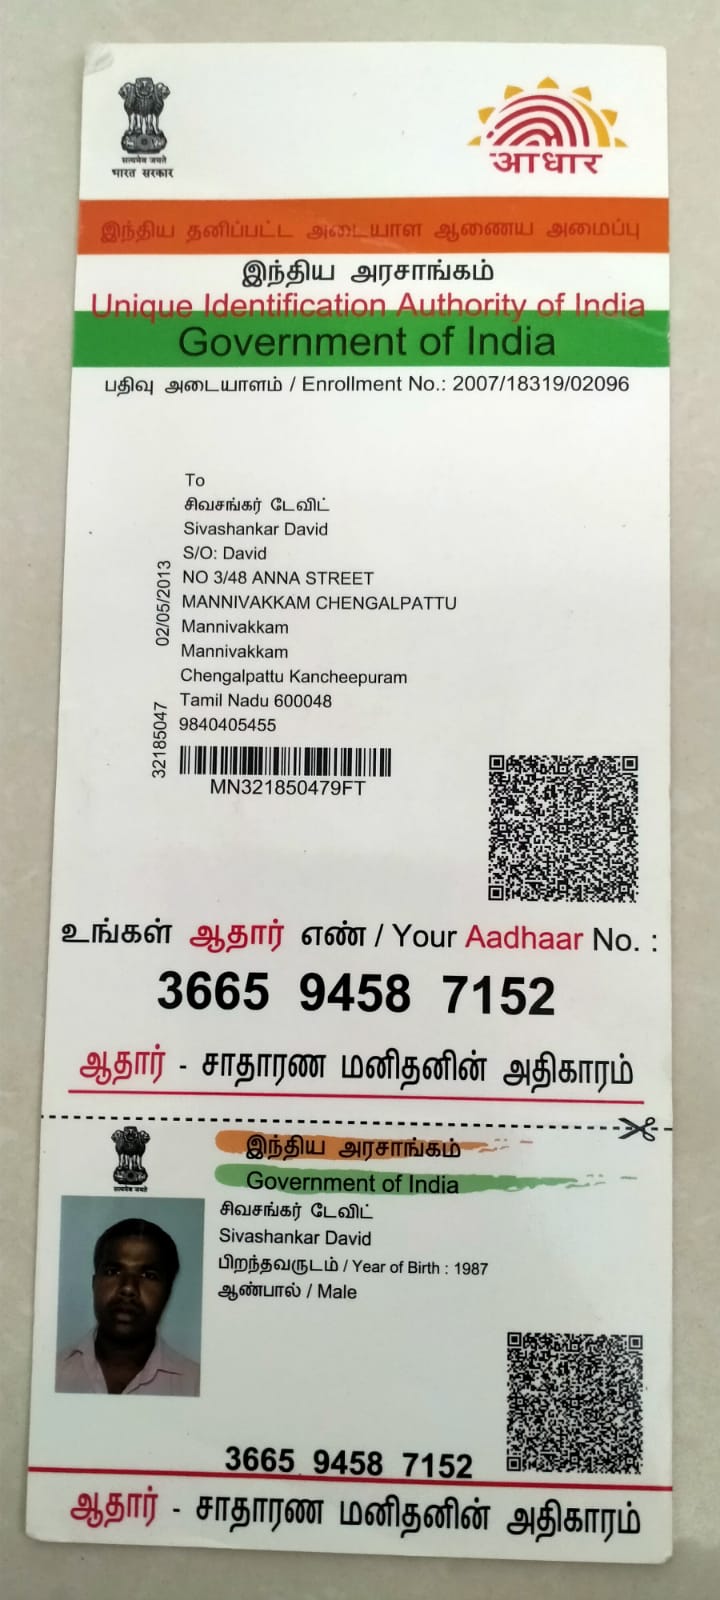 सत्यमेव जयते
भारत सरकार
आधार
இந்திய தனிப்பட்ட அடையாள ஆணைய அமைப்பு
இந்திய அரசாங்கம்
Unique Identification Authority of India
Government of India
பதிவு அடையாளம் / Enrollment No.: 2007/18319/02096
To
சிவசங்கர் டேவிட்
Sivashankar David
S/O: David
NO 3/48 ANNA STREET
MANNIVAKKAM CHENGALPATTU
Mannivakkam
Mannivakkam
Chengalpattu Kancheepuram
Tamil Nadu 600048
9840405455
02/05/2013
32185047
MN321850479FT
உங்கள் ஆதார் எண் / Your Aadhaar No. :
3665 9458 7152
ஆதார் - சாதாரண மனிதனின் அதிகாரம்
सत्यमेव जयते
இந்திய அரசாங்கம்
Government of India
சிவசங்கர் டேவிட்
Sivashankar David
பிறந்தவருடம் / Year of Birth : 1987
ஆண்பால் / Male
3665 9458 7152
ஆதார் - சாதாரண மனிதனின் அதிகாரம்